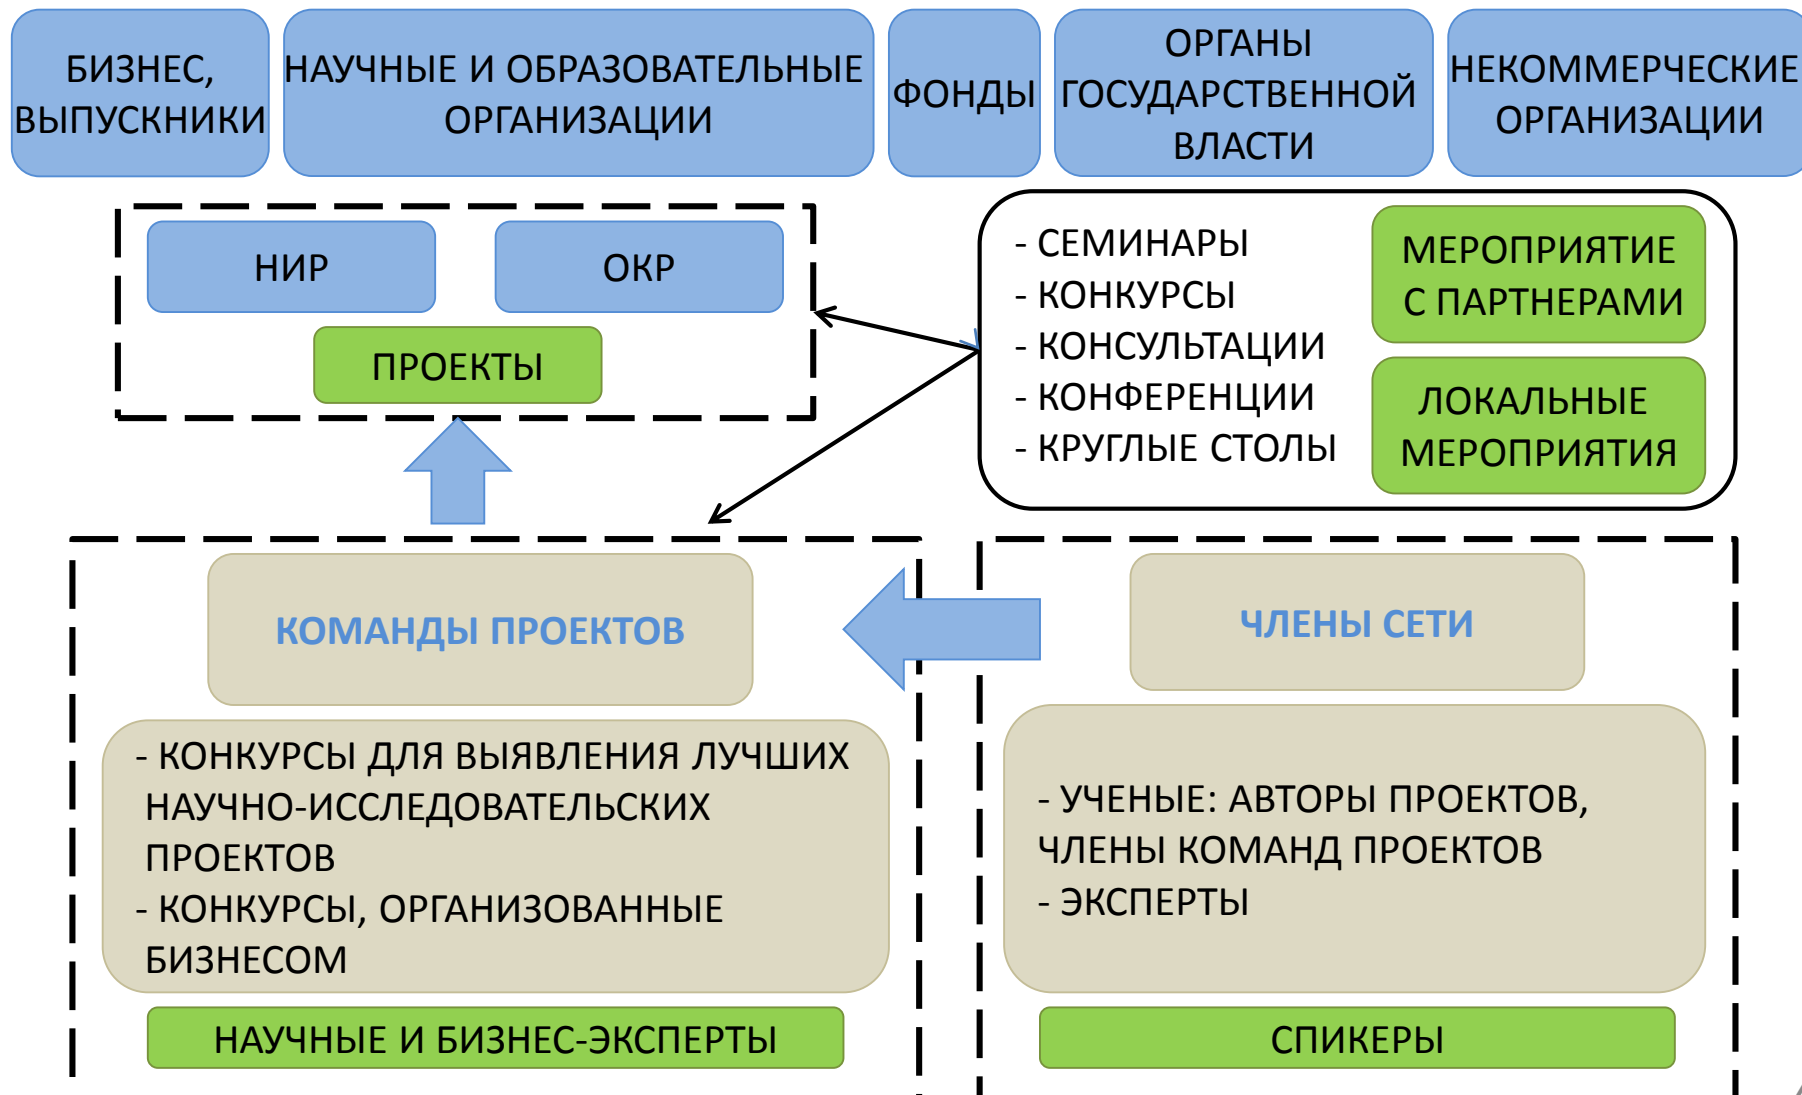 БИЗНЕС,
ВЫПУСКНИКИ
НАУЧНЫЕ И ОБРАЗОВАТЕЛЬНЫЕ
ОРГАНИЗАЦИИ
ФОНДЫ
ОРГАНЫ
ГОСУДАРСТВЕННОЙ
ВЛАСТИ
НЕКОММЕРЧЕСКИЕ
ОРГАНИЗАЦИИ
НИР
ОКР
ПРОЕКТЫ
- СЕМИНАРЫ
- КОНКУРСЫ
- КОНСУЛЬТАЦИИ
- КОНФЕРЕНЦИИ
- КРУГЛЫЕ СТОЛЫ
МЕРОПРИЯТИЕ
С ПАРТНЕРАМИ
ЛОКАЛЬНЫЕ
МЕРОПРИЯТИЯ
КОМАНДЫ ПРОЕКТОВ
- КОНКУРСЫ ДЛЯ ВЫЯВЛЕНИЯ ЛУЧШИХ
НАУЧНО-ИССЛЕДОВАТЕЛЬСКИХ
ПРОЕКТОВ
- КОНКУРСЫ, ОРГАНИЗОВАННЫЕ
БИЗНЕСОМ
НАУЧНЫЕ И БИЗНЕС-ЭКСПЕРТЫ
ЧЛЕНЫ СЕТИ
- УЧЕНЫЕ: АВТОРЫ ПРОЕКТОВ,
ЧЛЕНЫ КОМАНД ПРОЕКТОВ
- ЭКСПЕРТЫ
СПИКЕРЫ